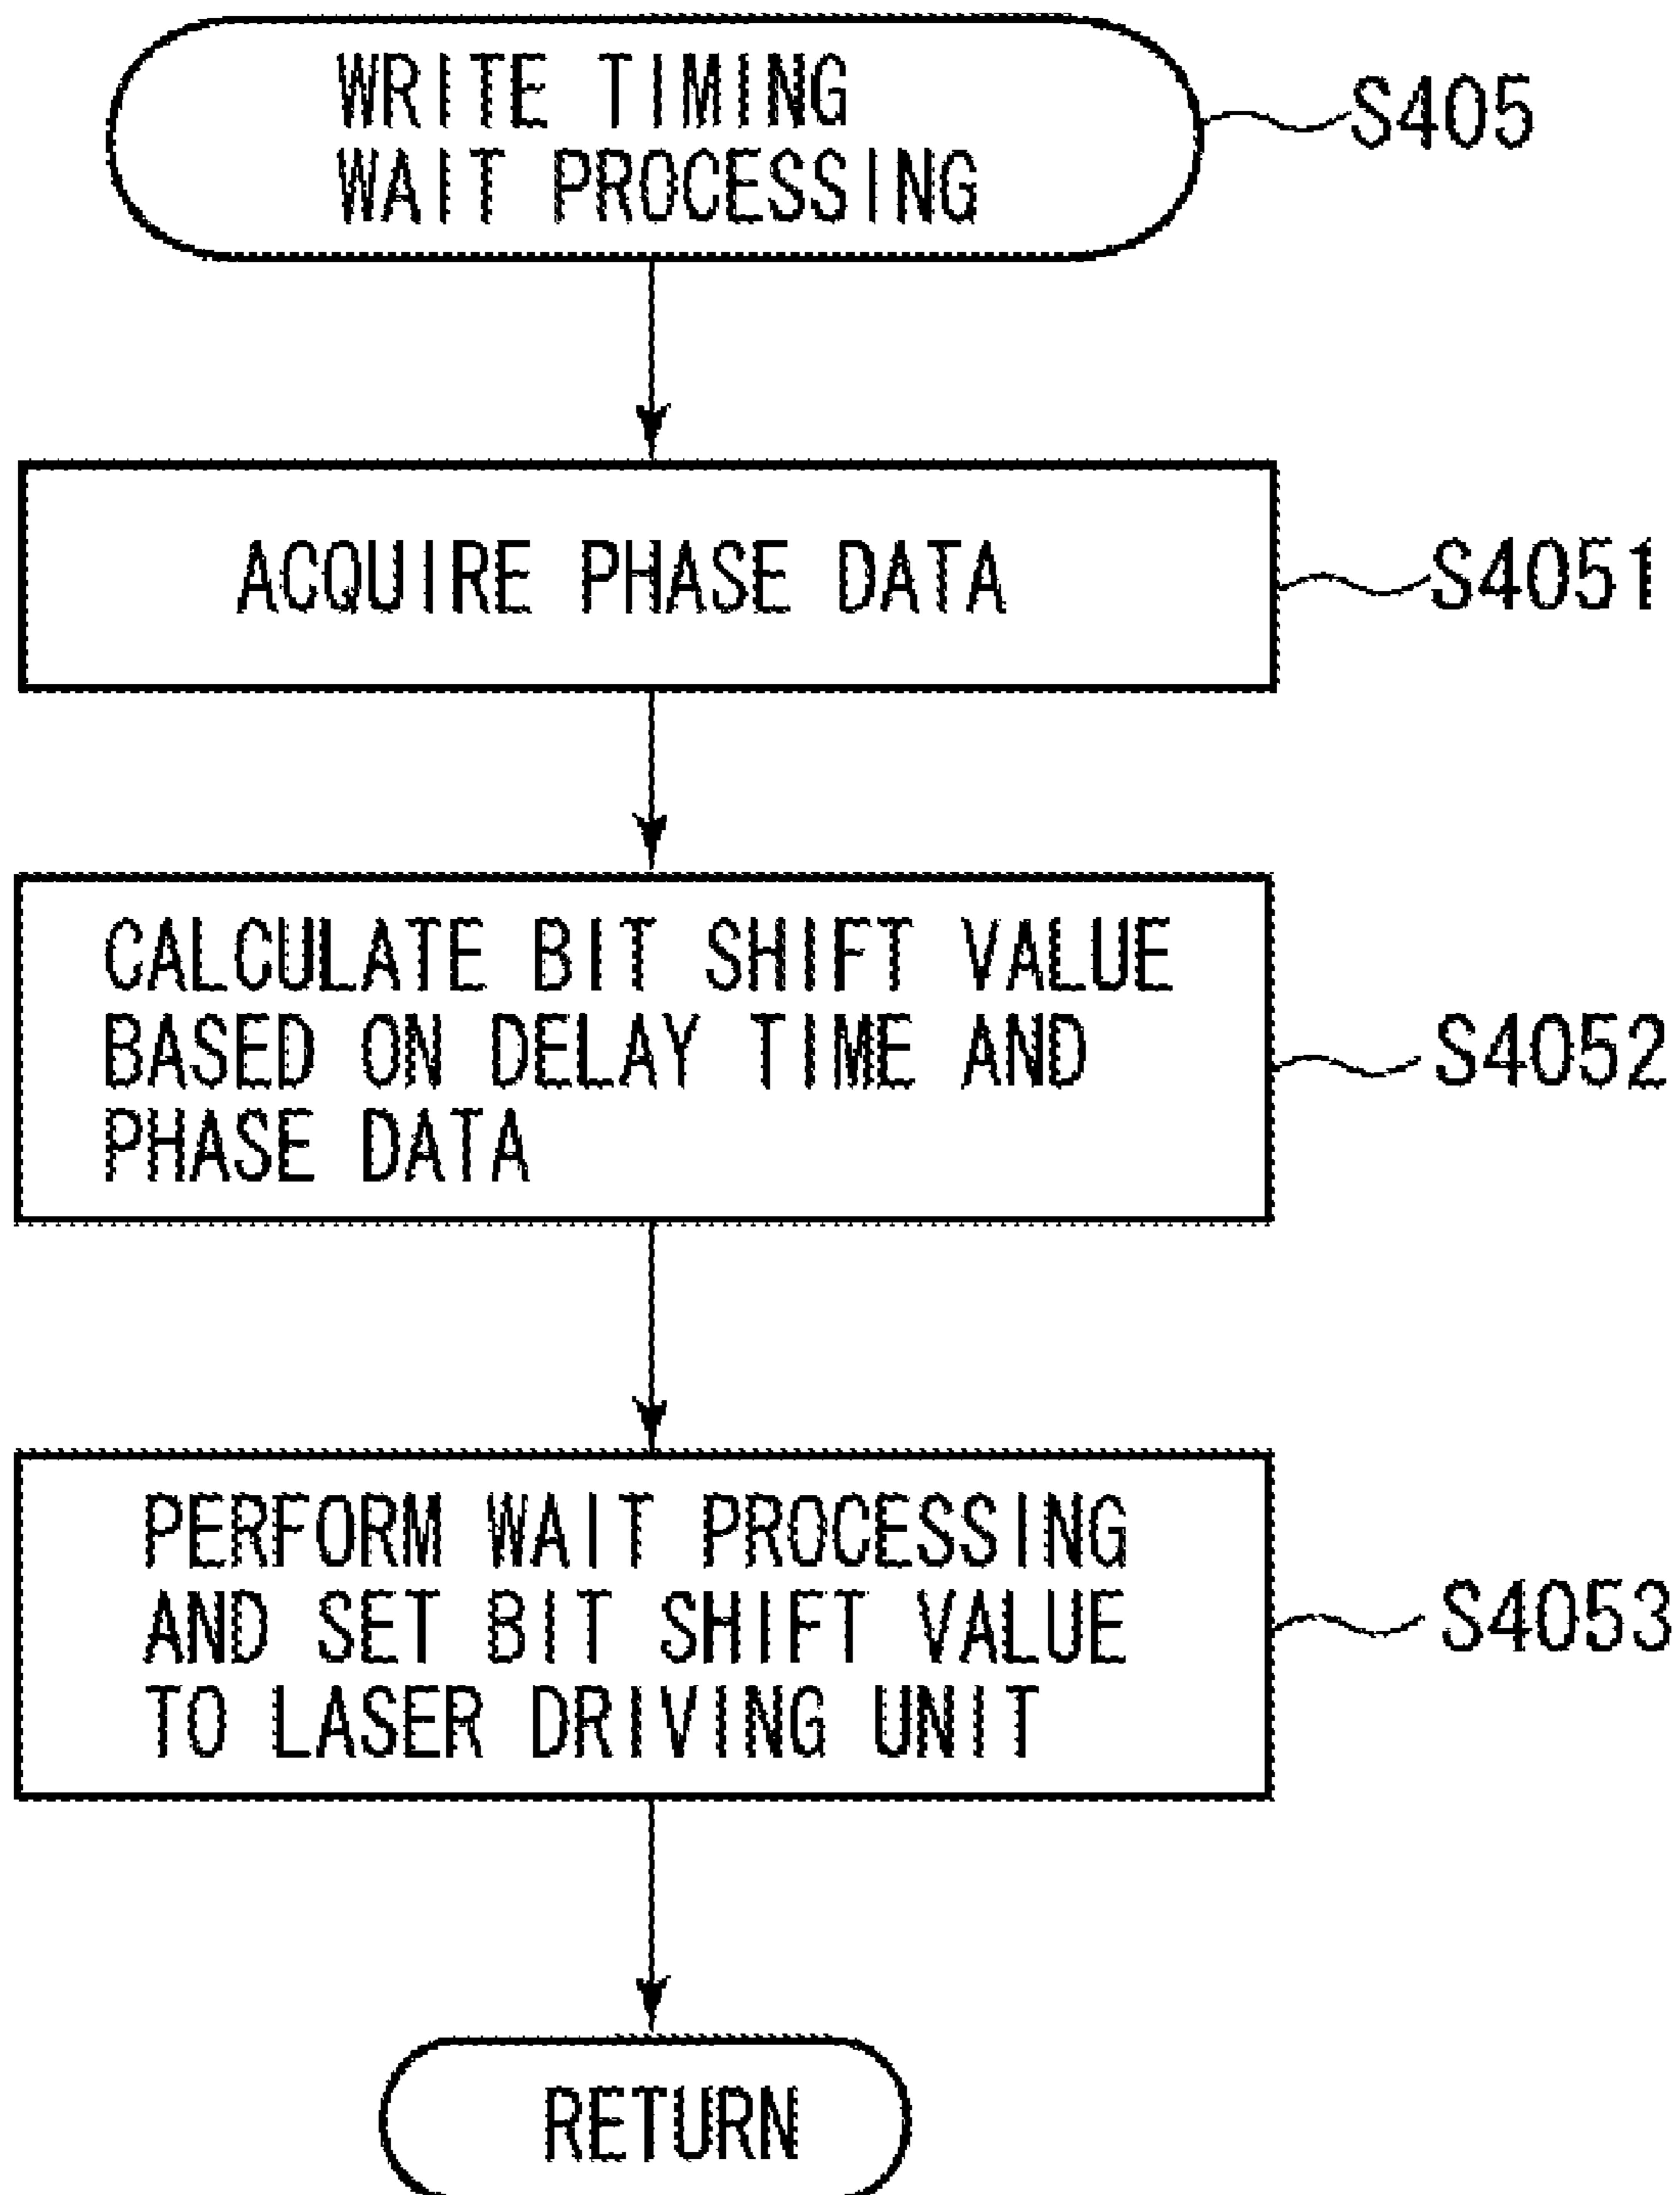 WRITE TIMING
WAIT PROCESSING
S405
ACQUIRE PHASE DATA
S4051
CALCULATE BIT SHIFT VALUE
BASED ON DELAY TIME AND
PHASE DATA
S4052
PERFORM WAIT PROCESSING
AND SET BIT SHIFT VALUE
TO LASER DRIVING UNIT
S4053
RETURN